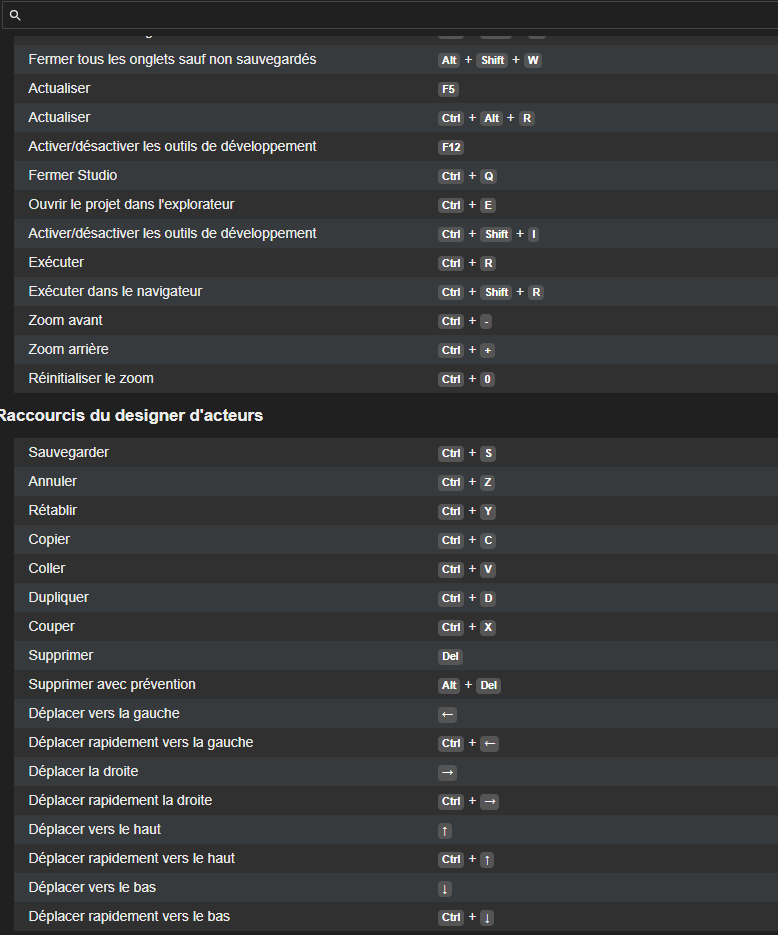 Fermer tous les onglets sauf non sauvegardés Alt + Shift + W
Actualiser F5
Actualiser Ctrl + Alt + R
Activer/désactiver les outils de développement F12
Fermer Studio Ctrl + Q
Ouvrir le projet dans l'explorateur Ctrl + E
Activer/désactiver les outils de développement Ctrl + Shift + I
Exécuter Ctrl + R
Exécuter dans le navigateur Ctrl + Shift + R
Zoom avant Ctrl + -
Zoom arrière Ctrl + +
Réinitialiser le zoom Ctrl + 0
Raccourcis du designer d'acteurs
Sauvegarder Ctrl + S
Annuler Ctrl + Z
Rétablir Ctrl + Y
Copier Ctrl + C
Coller Ctrl + V
Dupliquer Ctrl + D
Couper Ctrl + X
Supprimer Del
Supprimer avec prévention Alt + Del
Déplacer vers la gauche ←
Déplacer rapidement vers la gauche Ctrl + ←
Déplacer la droite →
Déplacer rapidement la droite Ctrl + →
Déplacer vers le haut ↑
Déplacer rapidement vers le haut Ctrl + ↑
Déplacer vers le bas ↓
Déplacer rapidement vers le bas Ctrl + ↓